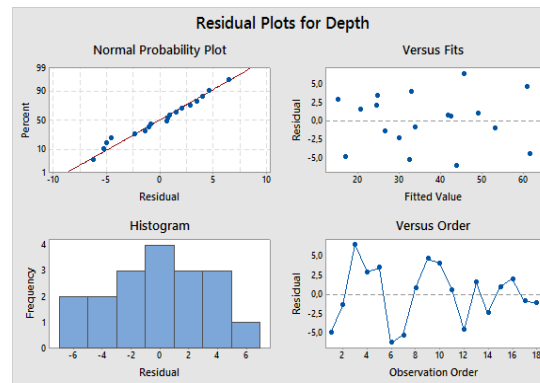 Residual Plots for Depth
Normal Probability Plot
99
90
50
10
1
Percent
-10 -5 0 5 10
Residual
Versus Fits
5,0
2,5
0,0
-2,5
-5,0
Residual
20 30 40 50 60
Fitted Value
Histogram
4
3
2
1
0
Frequency
-6 -4 -2 0 2 4 6
Residual
Versus Order
5,0
2,5
0,0
-2,5
-5,0
Residual
2 4 6 8 10 12 14 16 18
Observation Order